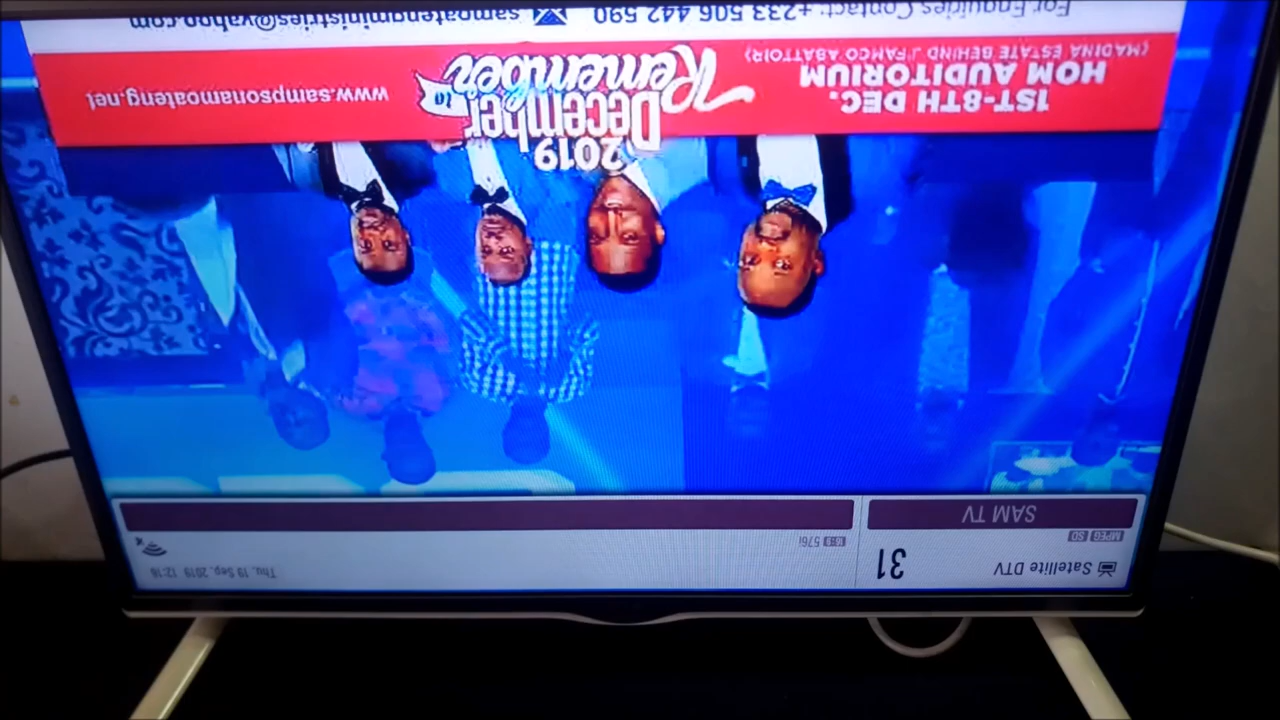 Satellite DTV 31
MPEG SD
16:9 576i
Thu, 19 Sep. 2019 12:16
SAM TV
2019
December
to
Remember
1ST-8TH DEC.
HOM AUDITORIUM
(MADINA ESTATE BEHIND FAMCO ABATTOIR)
www.sampsonamoateng.net
For Enquiries Contact: +233 506 442 590
sampoatengministries@yahoo.com